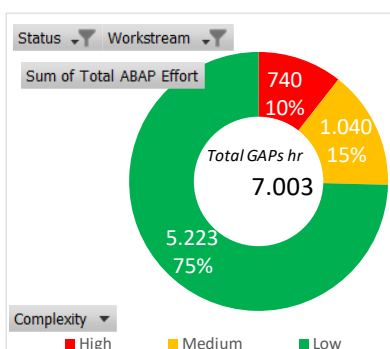 Status Workstream
Sum of Total ABAP Effort
740
10%
1.040
15%
Total GAPs hr
7.003
5.223
75%
Complexity
High Medium Low